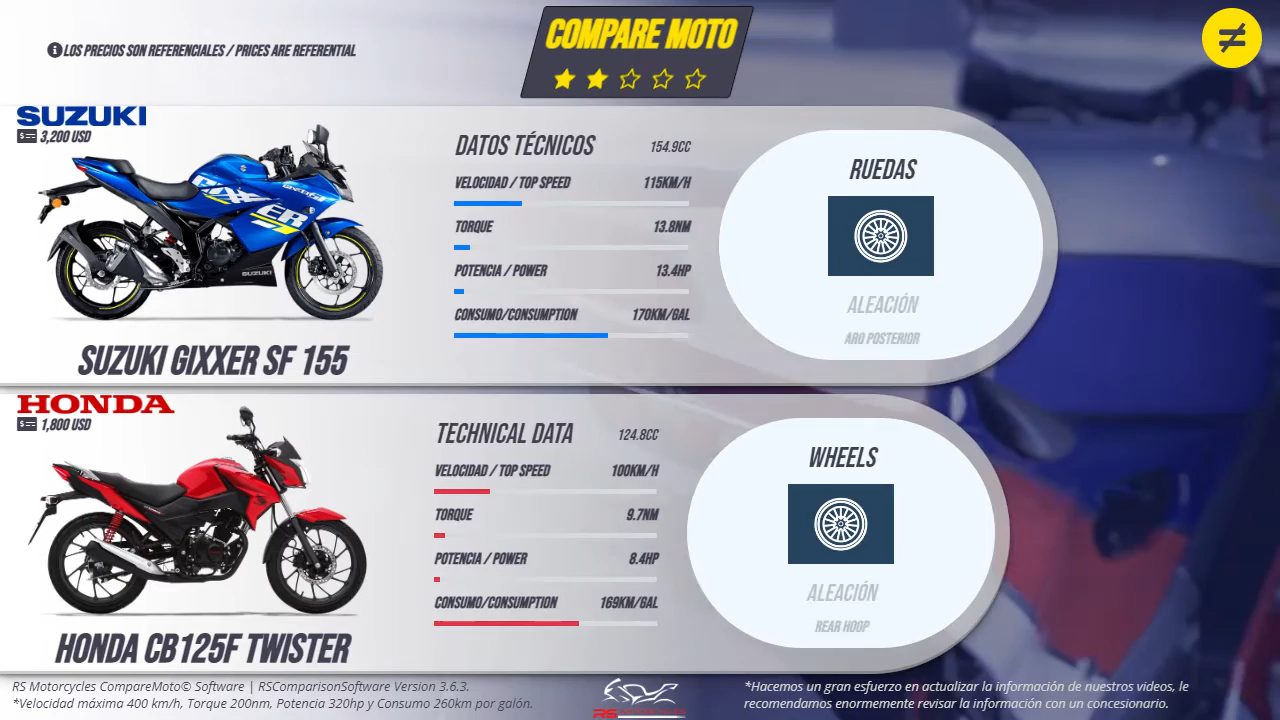 LOS PRECIOS SON REFERENCIALES / PRICES ARE REFERENTIAL
COMPARE MOTO
SUZUKI
3,200 USD
SUZUKI GIXXER SF 155
DATOS TÉCNICOS 154.9CC
VELOCIDAD / TOP SPEED 115KM/H
TORQUE 13.8NM
POTENCIA / POWER 13.4HP
CONSUMO/CONSUMPTION 170KM/GAL
RUEDAS
ALEACIÓN
ARO POSTERIOR
HONDA
1,800 USD
HONDA CB125F TWISTER
TECHNICAL DATA 124.8CC
VELOCIDAD / TOP SPEED 100KM/H
TORQUE 9.7NM
POTENCIA / POWER 8.4HP
CONSUMO/CONSUMPTION 169KM/GAL
WHEELS
ALEACIÓN
REAR HOOP
RS Motorcycles CompareMoto© Software | RSComparisonSoftware Version 3.6.3.
*Velocidad máxima 400 km/h, Torque 200nm, Potencia 320hp y Consumo 260km por galón.
RS
*Hacemos un gran esfuerzo en actualizar la información de nuestros videos, le
recomendamos enormemente revisar la información con un concesionario.